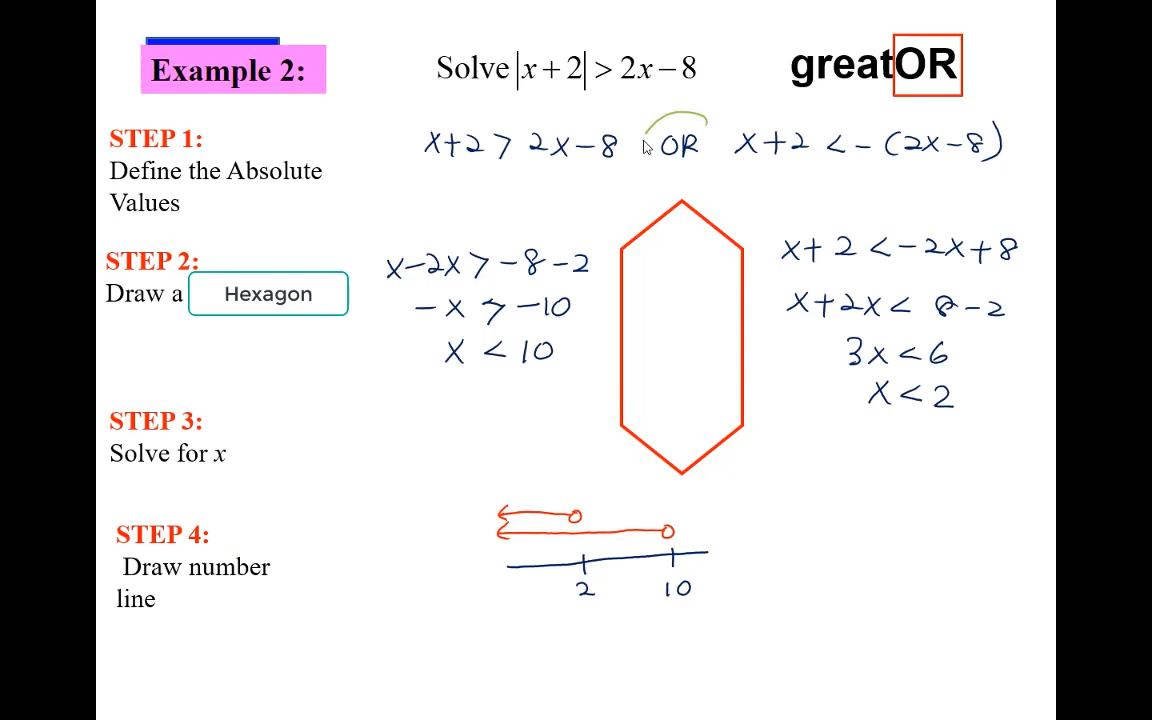 Example 2:
Solve |x + 2| > 2x − 8
greatOR
STEP 1:
Define the Absolute
Values
x+2 > 2x−8 OR x+2 < −(2x−8)
STEP 2:
Draw a Hexagon
x−2x > −8−2
−x > −10
x < 10
x+2 < −2x+8
x+2x < 8−2
3x < 6
x < 2
STEP 3:
Solve for x
STEP 4:
Draw number
line
2 10